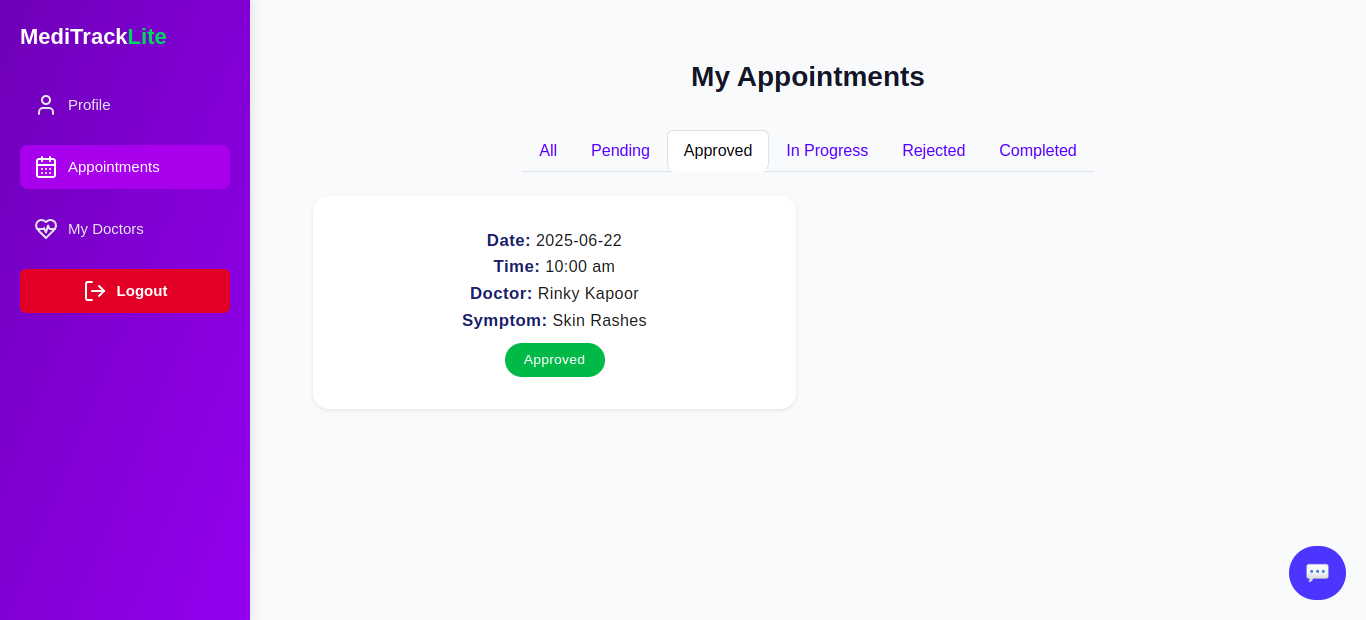 MediTrackLite
Profile
Appointments
My Doctors
Logout
My Appointments
All Pending Approved In Progress Rejected Completed
Date: 2025-06-22
Time: 10:00 am
Doctor: Rinky Kapoor
Symptom: Skin Rashes
Approved